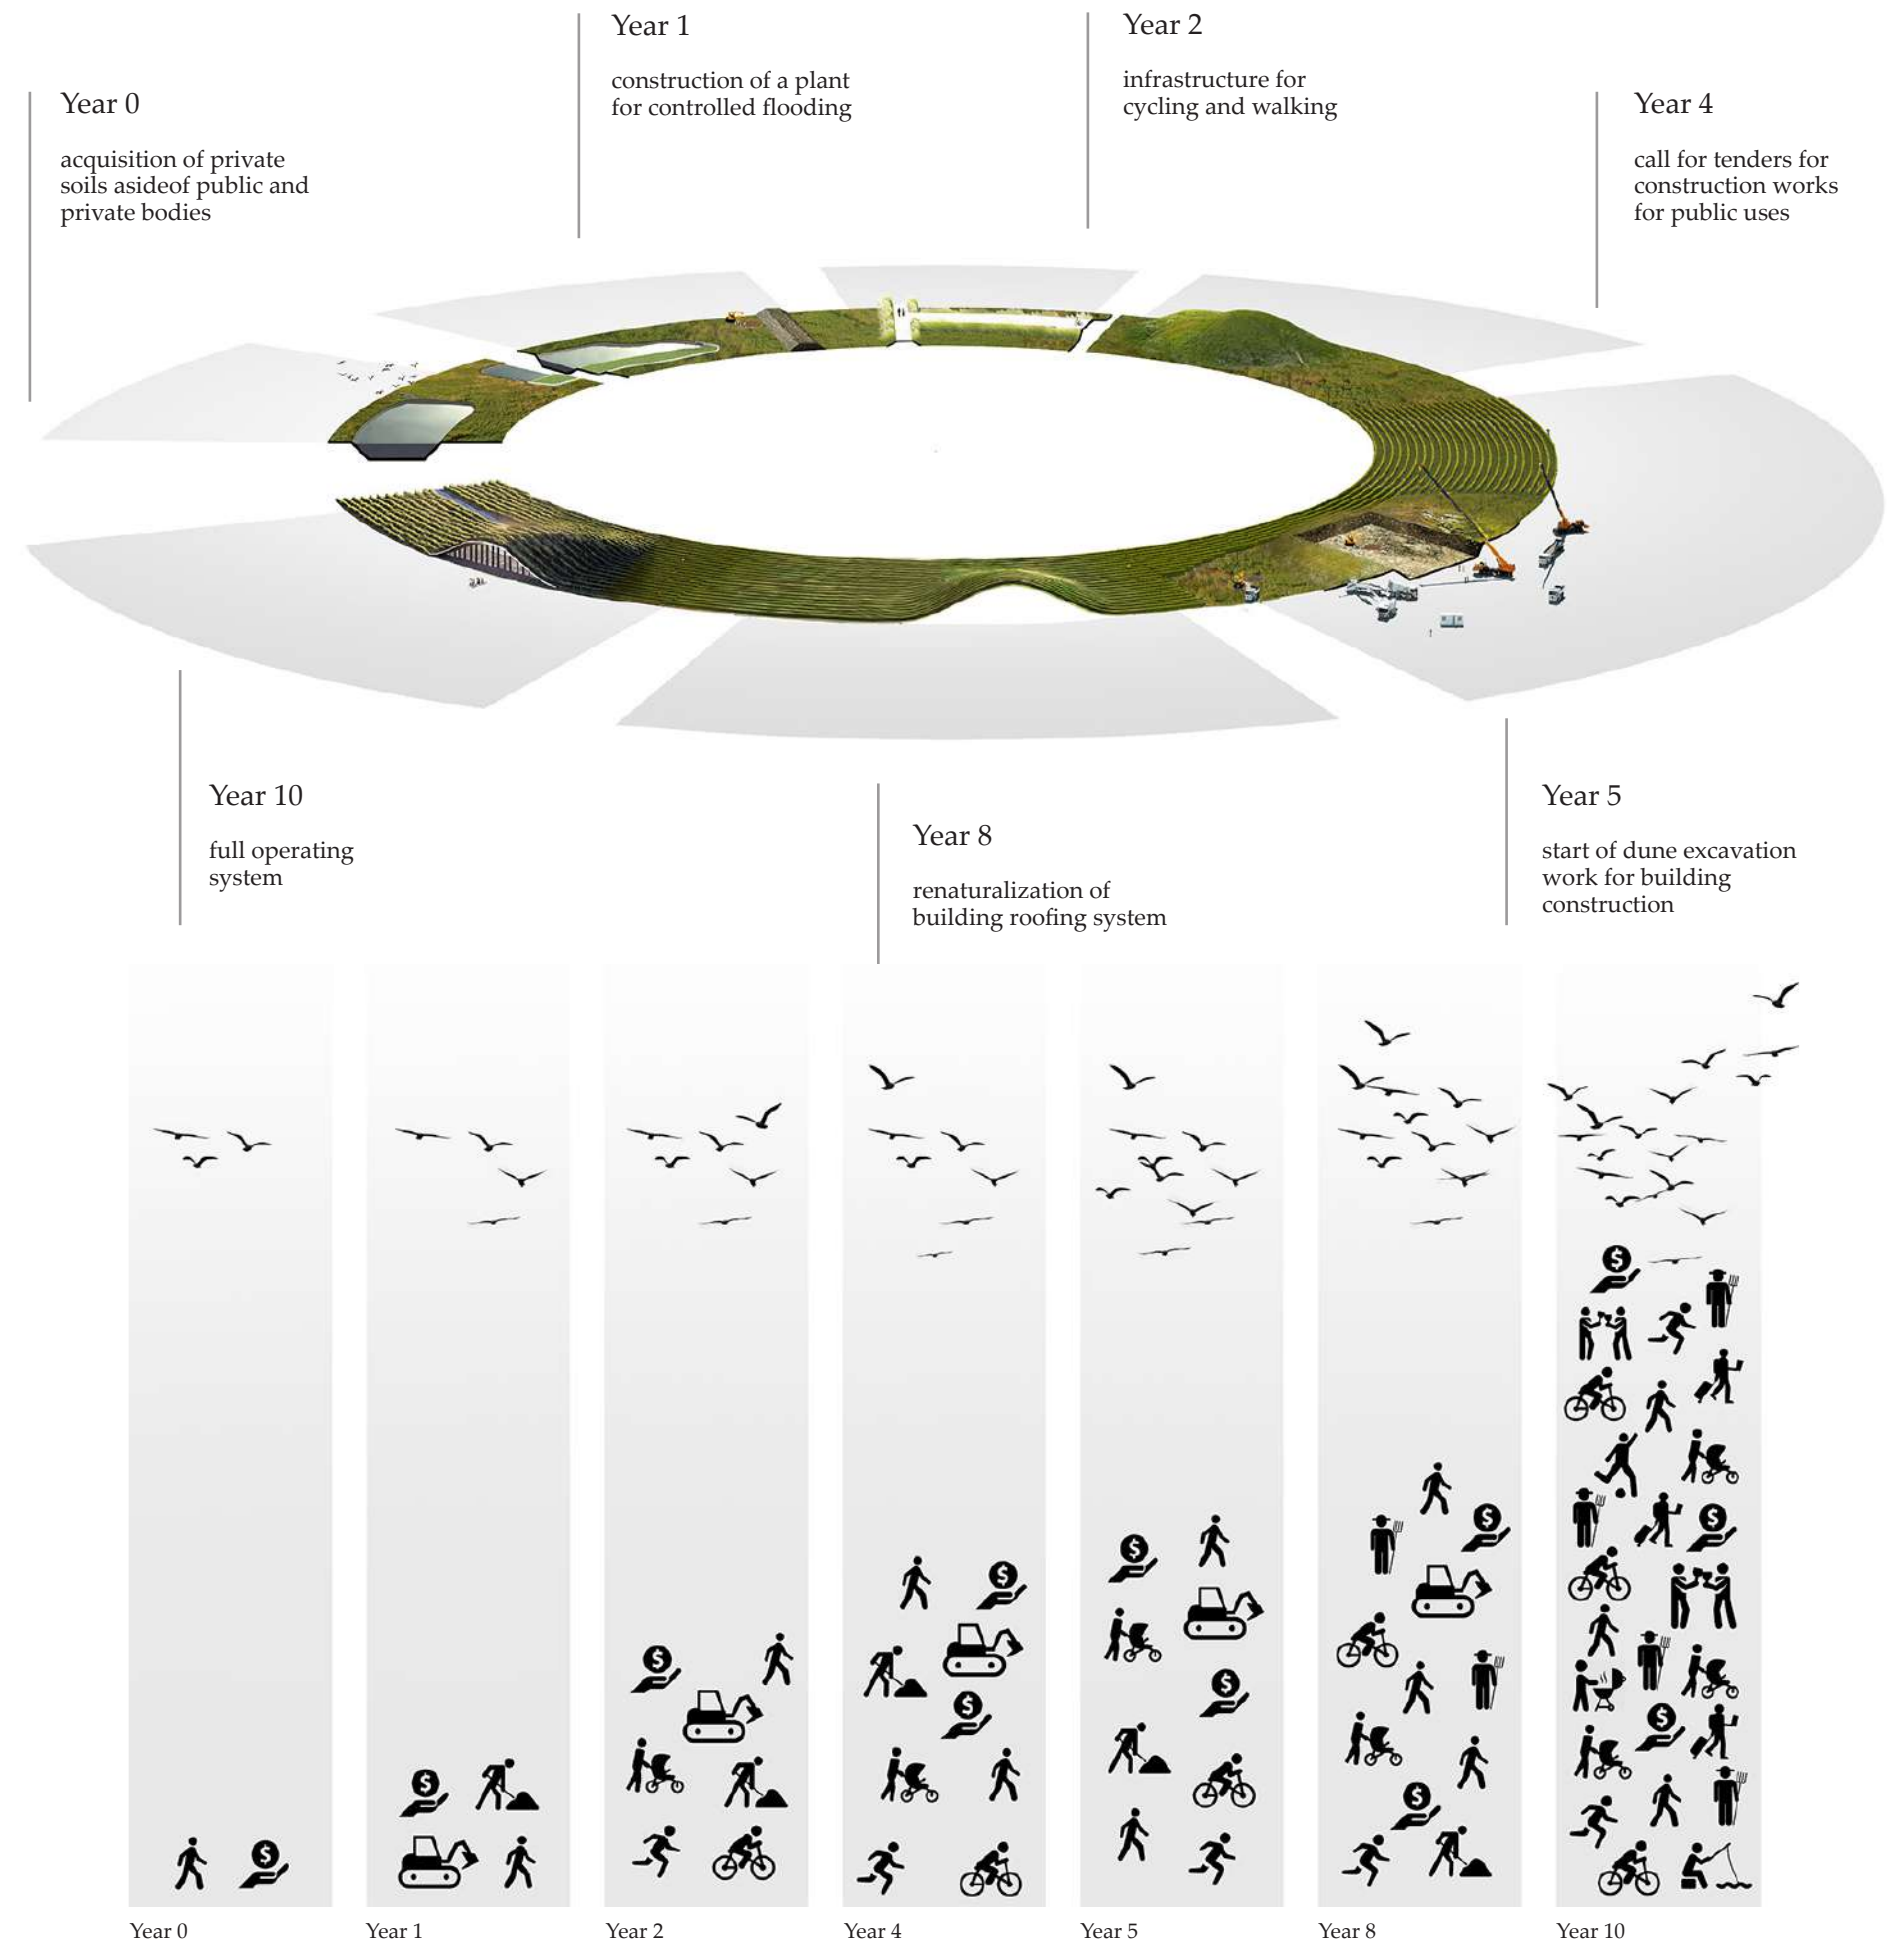 Year 0
acquisition of private
soils asideof public and
private bodies
Year 1
construction of a plant
for controlled flooding
Year 2
infrastructure for
cycling and walking
Year 4
call for tenders for
construction works
for public uses
Year 10
full operating
system
Year 8
renaturalization of
building roofing system
Year 5
start of dune excavation
work for building
construction
Year 0
Year 1
Year 2
Year 4
Year 5
Year 8
Year 10